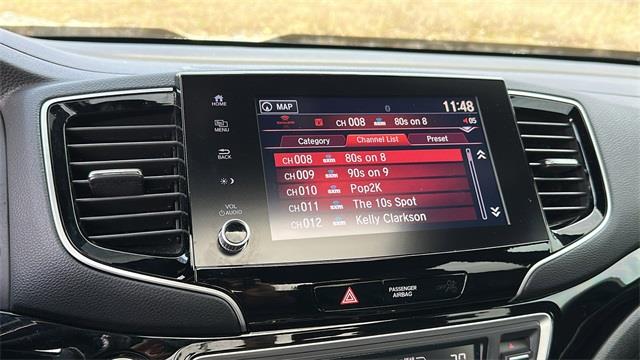 HOME
MENU
BACK
VOL
AUDIO
MAP
11:48
CH 008 80s on 8
05
Category Channel List Preset
CH008 80s on 8
CH009 90s on 9
CH010 Pop2K
CH011 The 10s Spot
CH012 Kelly Clarkson
PASSENGER
AIRBAG